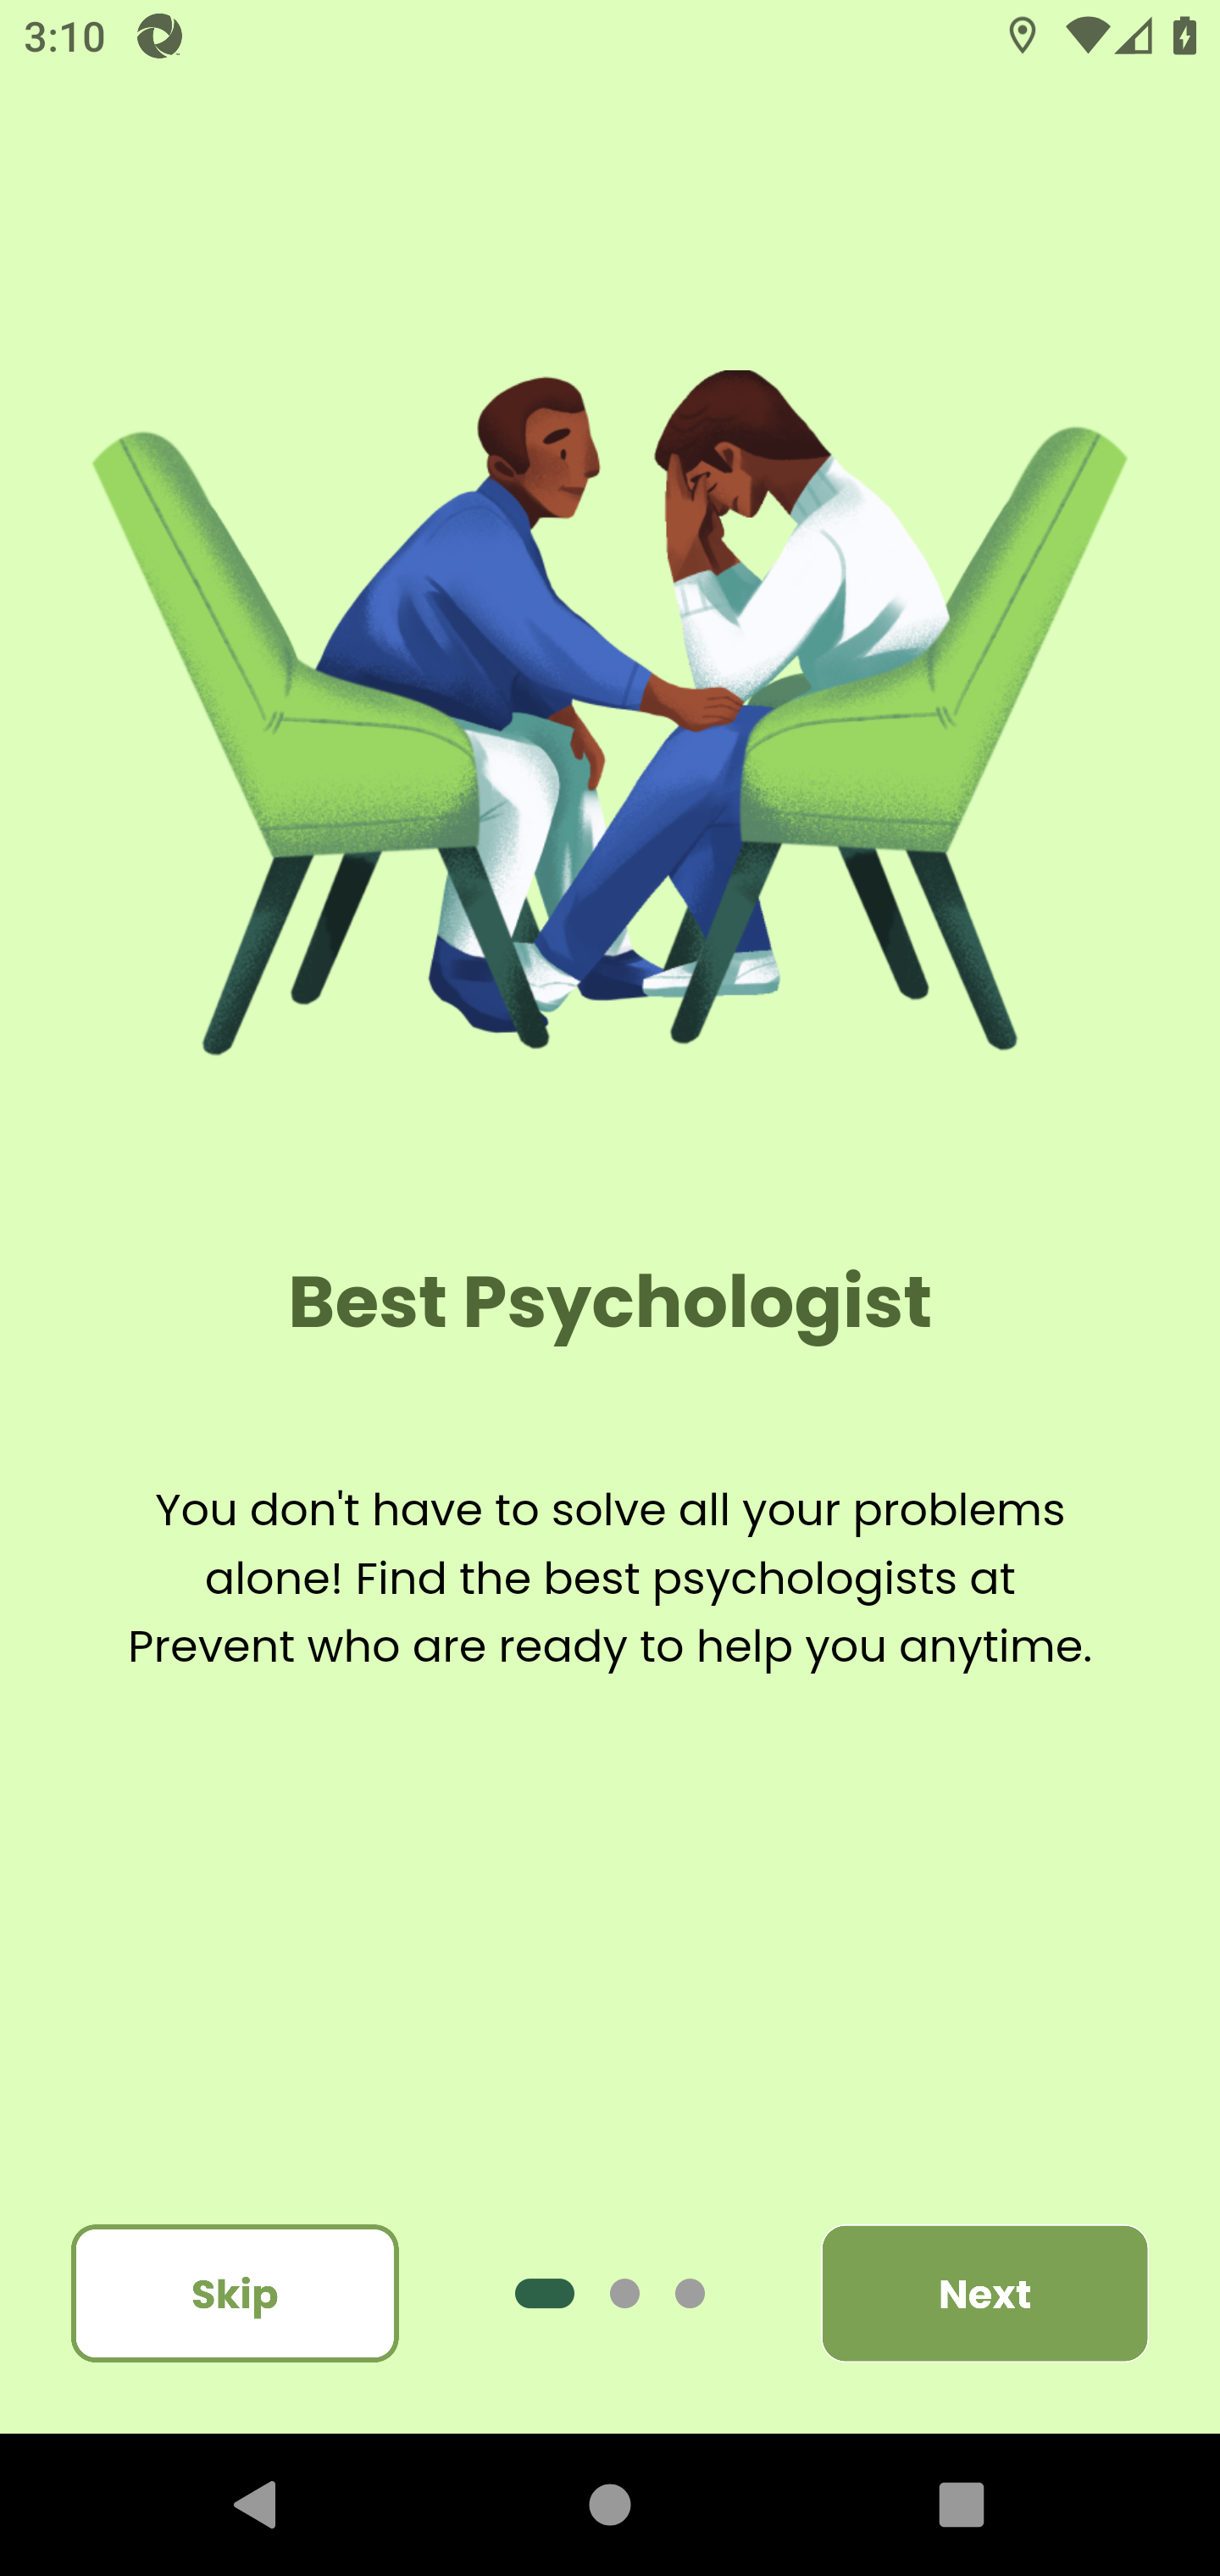 3:10
Best Psychologist
You don't have to solve all your problems
alone! Find the best psychologists at
Prevent who are ready to help you anytime.
Skip
Next